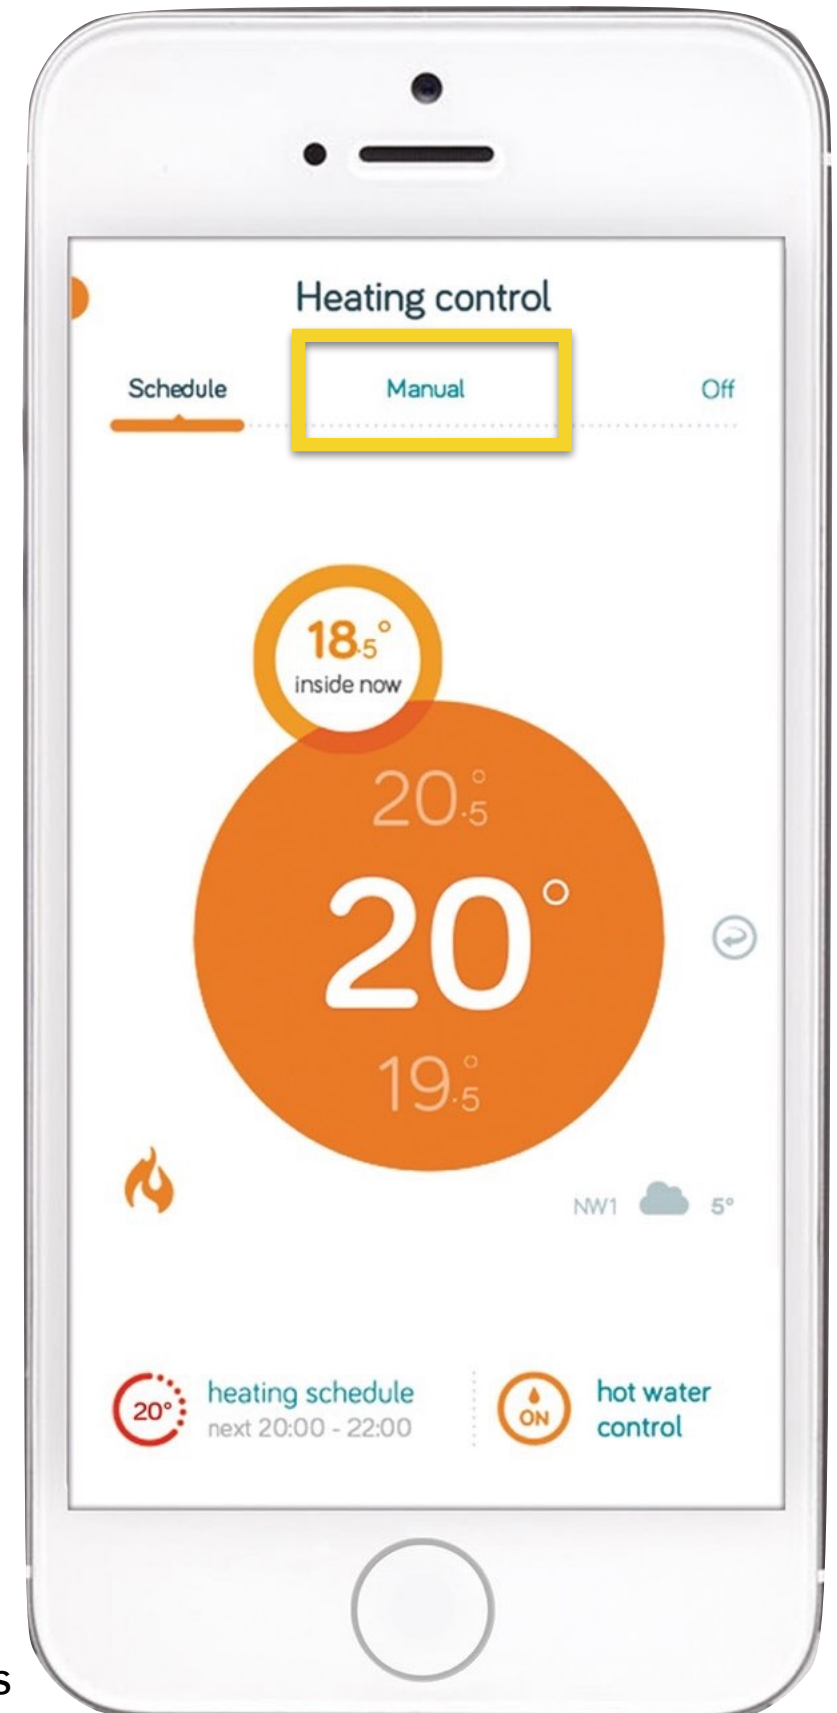 Heating control
Schedule Manual Off
18.5°
inside now
20.5°
20°
19.5°
NW1 5°
20° heating schedule
next 20:00 - 22:00
ON hot water
control
s